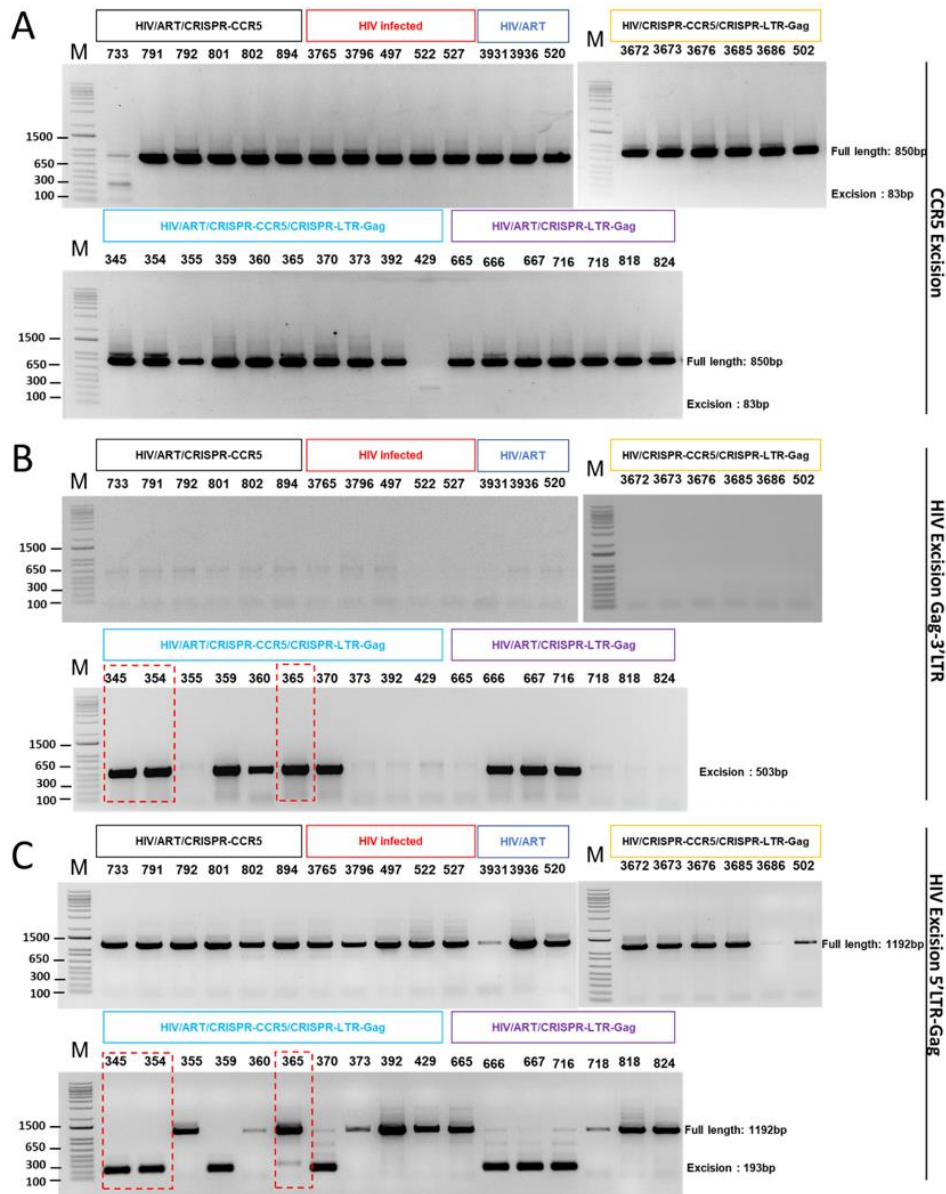 A
HIV/ART/CRISPR-CCR5 HIV infected HIV/ART HIV/CRISPR-CCR5/CRISPR-LTR-Gag
M 733 791 792 801 802 894 3765 3796 497 522 527 3931 3936 520 M 3672 3673 3676 3685 3686 502
1500
650
300
100
Full length: 850bp
Excision : 83bp
HIV/ART/CRISPR-CCR5/CRISPR-LTR-Gag HIV/ART/CRISPR-LTR-Gag
M 345 354 355 359 360 365 370 373 392 429 665 666 667 716 718 818 824
1500
650
300
100
Full length: 850bp
Excision : 83bp
CCR5 Excision
B
HIV/ART/CRISPR-CCR5 HIV infected HIV/ART HIV/CRISPR-CCR5/CRISPR-LTR-Gag
M 733 791 792 801 802 894 3765 3796 497 522 527 3931 3936 520 M 3672 3673 3676 3685 3686 502
1500
650
300
100
HIV/ART/CRISPR-CCR5/CRISPR-LTR-Gag HIV/ART/CRISPR-LTR-Gag
M 345 354 355 359 360 365 370 373 392 429 665 666 667 716 718 818 824
1500
650
300
100
Excision : 503bp
HIV Excision Gag-3'LTR
C
HIV/ART/CRISPR-CCR5 HIV infected HIV/ART HIV/CRISPR-CCR5/CRISPR-LTR-Gag
M 733 791 792 801 802 894 3765 3796 497 522 527 3931 3936 520 M 3672 3673 3676 3685 3686 502
1500
650
300
100
Full length: 1192bp
HIV/ART/CRISPR-CCR5/CRISPR-LTR-Gag HIV/ART/CRISPR-LTR-Gag
M 345 354 355 359 360 365 370 373 392 429 665 666 667 716 718 818 824
1500
650
300
100
Full length: 1192bp
Excision : 193bp
HIV Excision 5'LTR-Gag